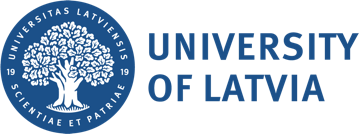 UNIVERSITAS LATVIENSIS
19 19
SCIENTIAE ET PATRIAE
UNIVERSITY
OF LATVIA